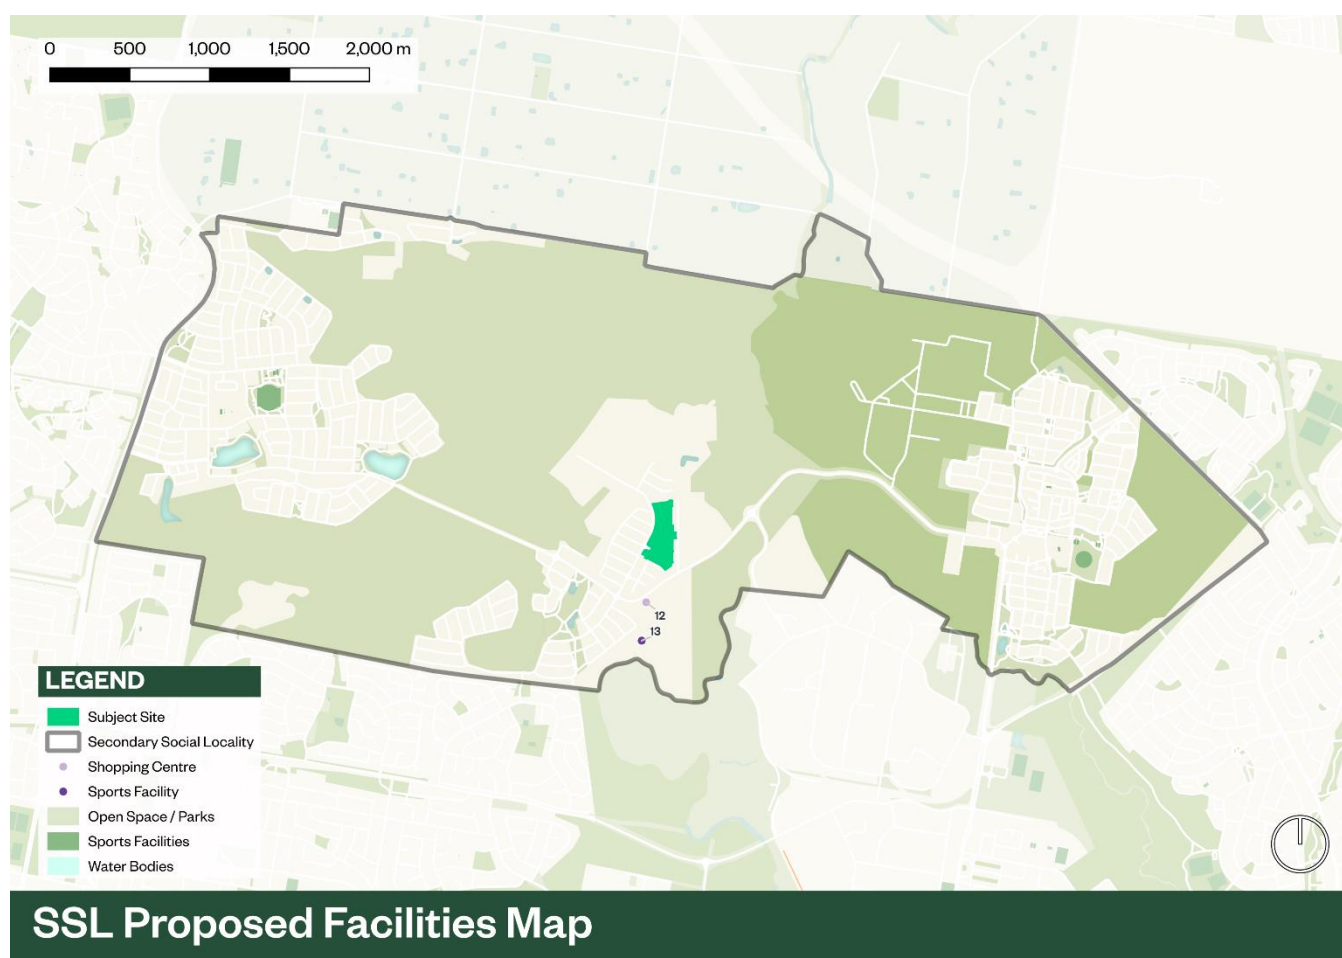 0 500 1,000 1,500 2,000 m
12
13
LEGEND
Subject Site
Secondary Social Locality
Shopping Centre
Sports Facility
Open Space / Parks
Sports Facilities
Water Bodies
SSL Proposed Facilities Map